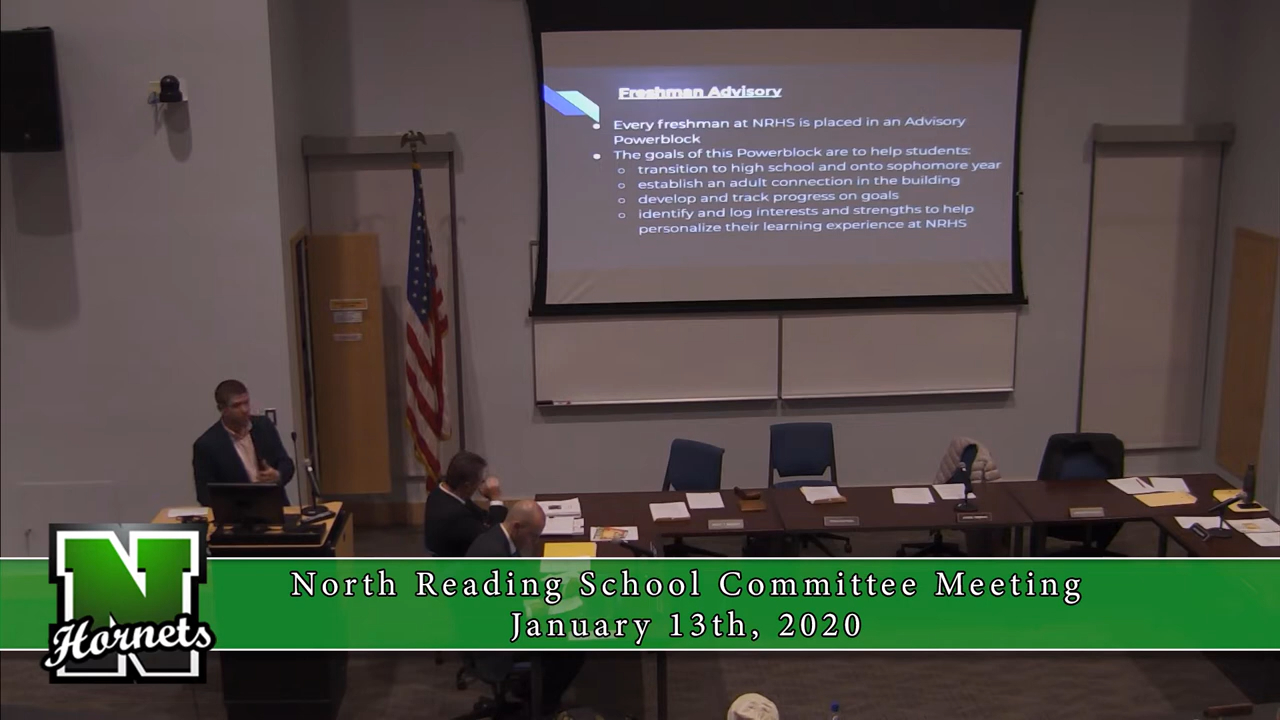 Freshman Advisory
Every freshman at NRHS is placed in an Advisory
Powerblock
The goals of this Powerblock are to help students:
transition to high school and onto sophomore year
establish an adult connection in the building
develop and track progress on goals
identify and log interests and strengths to help
personalize their learning experience at NRHS
N
Hornets
North Reading School Committee Meeting
January 13th, 2020